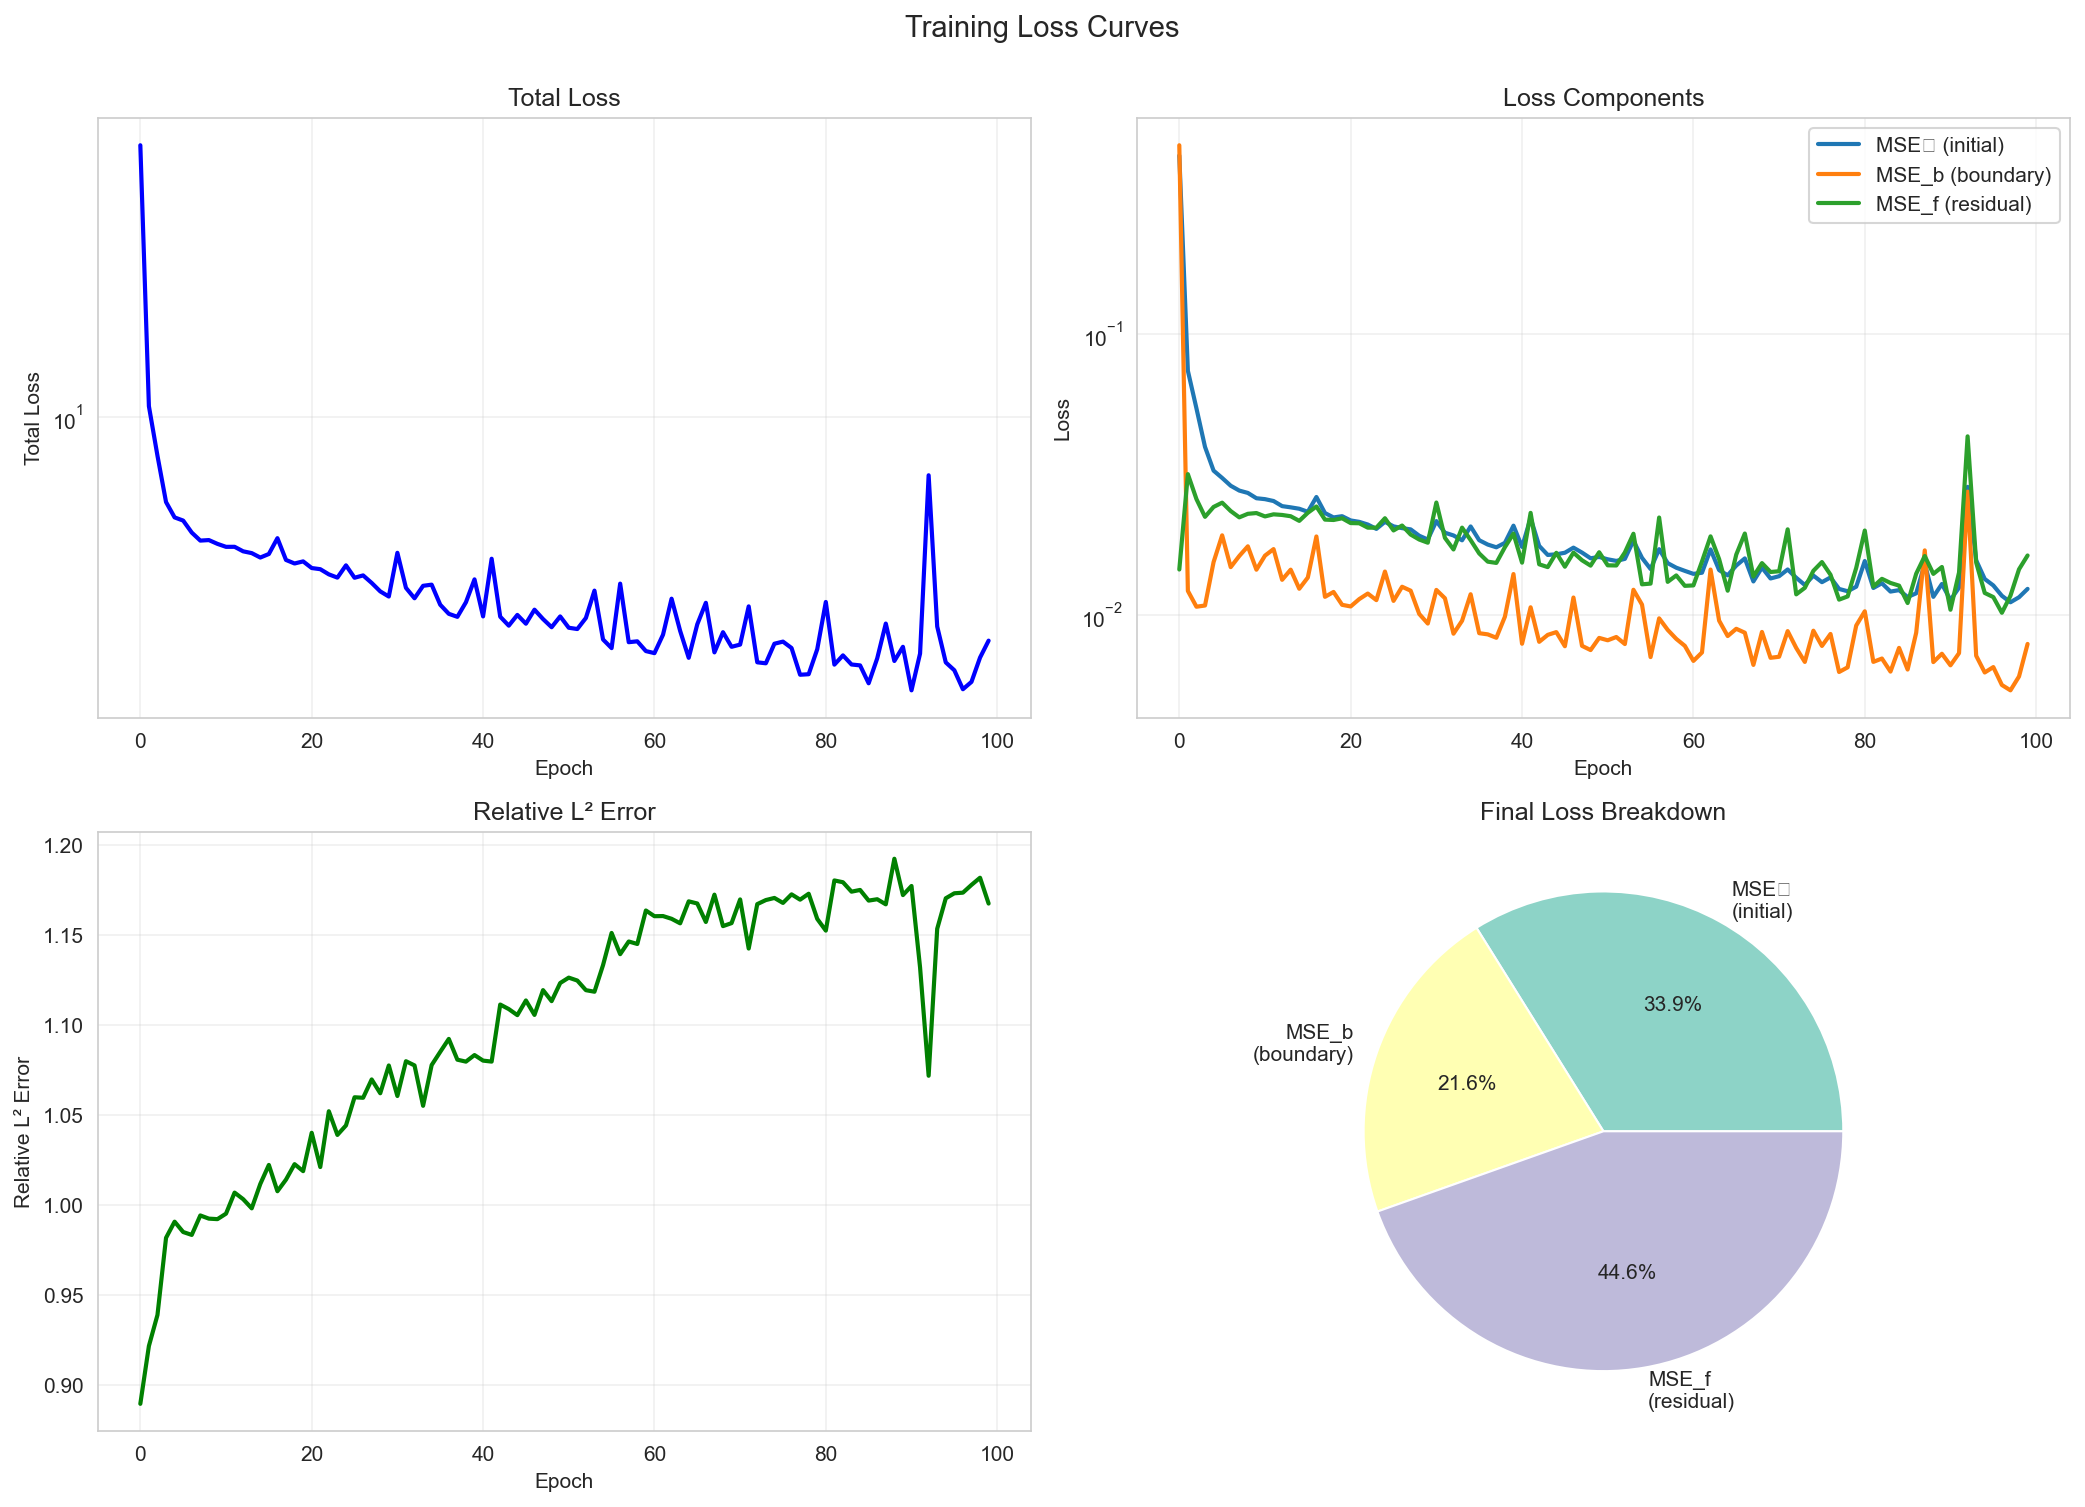 Training Loss Curves
Total Loss
Total Loss
10¹
0 20 40 60 80 100
Epoch
Loss Components
MSE□ (initial)
MSE_b (boundary)
MSE_f (residual)
Loss
10⁻¹
10⁻²
0 20 40 60 80 100
Epoch
Relative L² Error
Relative L² Error
1.20
1.15
1.10
1.05
1.00
0.95
0.90
0 20 40 60 80 100
Epoch
Final Loss Breakdown
MSE□
(initial)
33.9%
MSE_b
(boundary)
21.6%
44.6%
MSE_f
(residual)